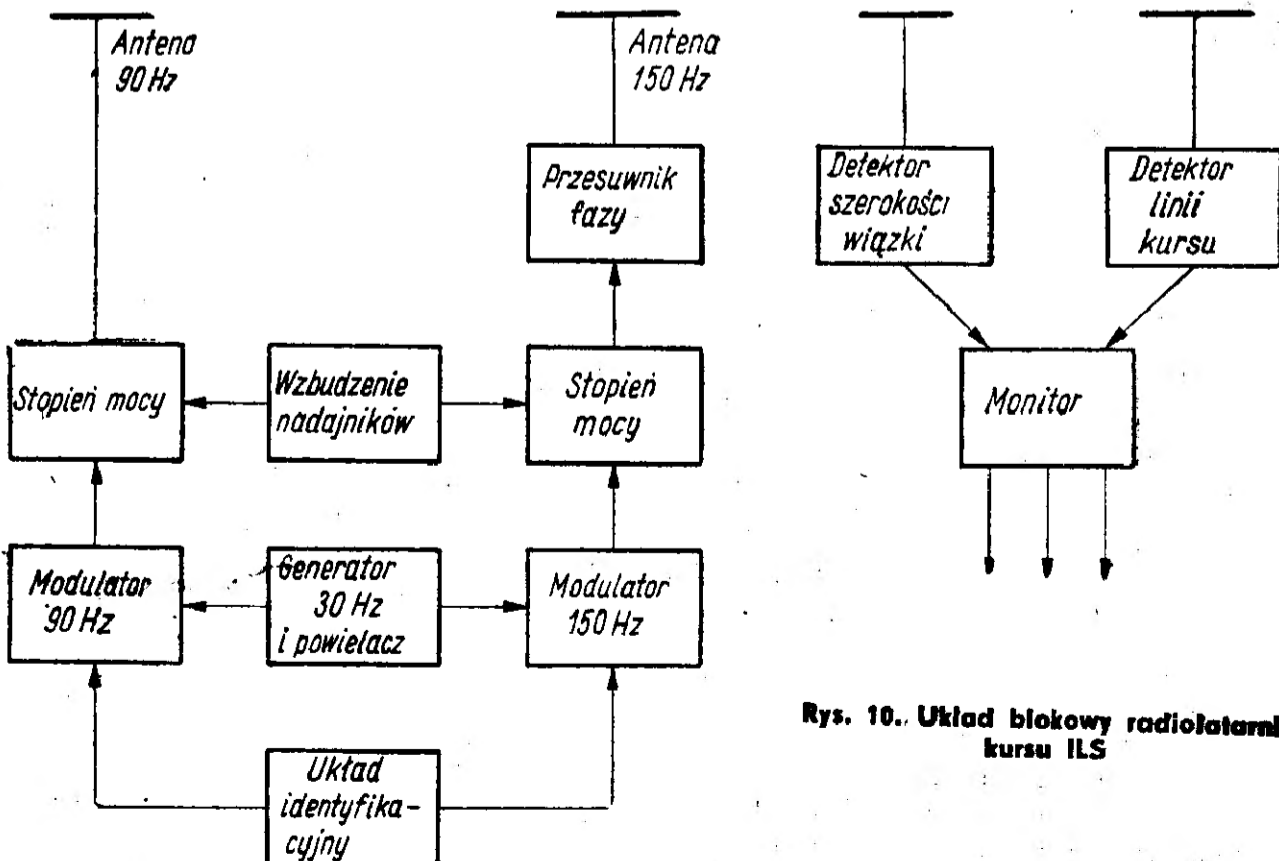 Antena
90 Hz
Antena
150 Hz
Przesuwnik
fazy
Detektor
szerokości
wiązki
Detektor
linii
kursu
Stopień mocy
Wzbudzenie
nadajników
Stopień
mocy
Monitor
Modulator
90 Hz
Generator
30 Hz
i powielacz
Modulator
150 Hz
Układ
identyfika-
cyjny
Rys. 10. Układ blokowy radiolatarni
kursu ILS